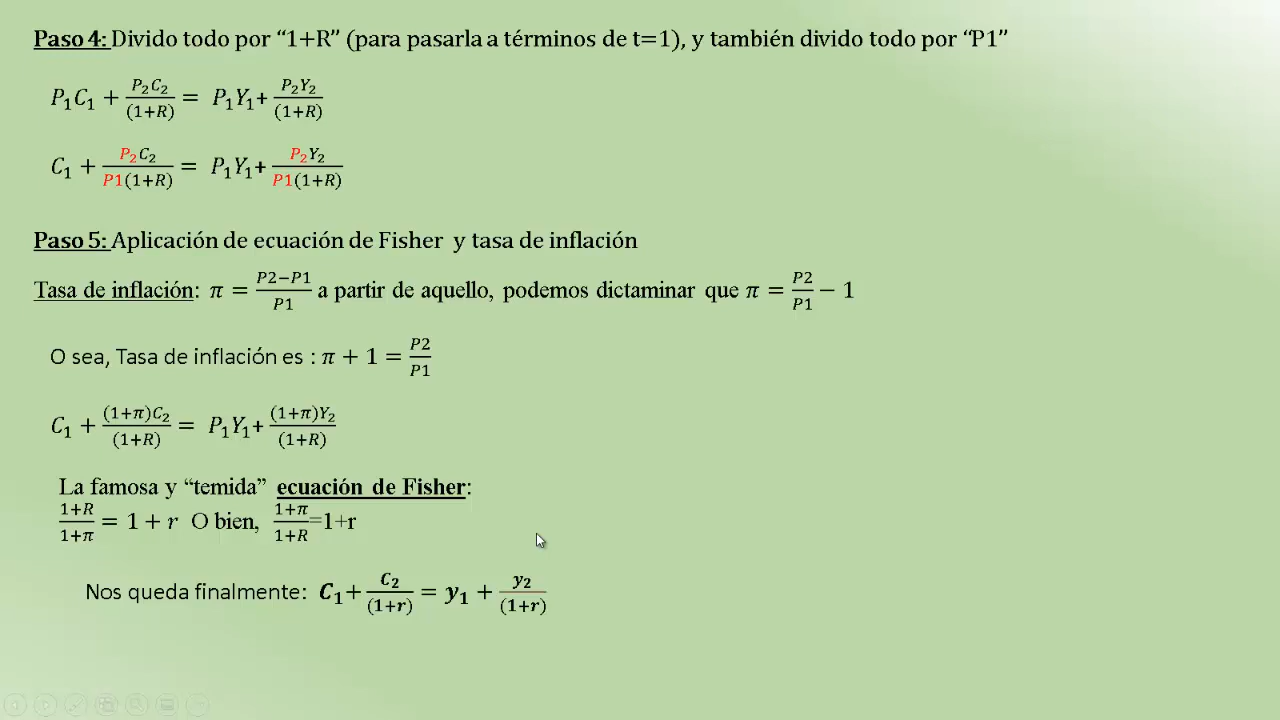 Paso 4: Divido todo por “1+R” (para pasarla a términos de t=1), y también divido todo por “P1”
P₁C₁ + P₂C₂/(1+R) = P₁Y₁+ P₂Y₂/(1+R)
C₁ + P₂C₂/P1(1+R) = P₁Y₁+ P₂Y₂/P1(1+R)
Paso 5: Aplicación de ecuación de Fisher y tasa de inflación
Tasa de inflación: π = P2−P1/P1 a partir de aquello, podemos dictaminar que π = P2/P1 − 1
O sea, Tasa de inflación es : π + 1 = P2/P1
C₁ + (1+π)C₂/(1+R) = P₁Y₁+ (1+π)Y₂/(1+R)
La famosa y “temida” ecuación de Fisher:
1+R/1+π = 1 + r O bien, 1+π/1+R=1+r
Nos queda finalmente: C₁+ C₂/(1+r) = y₁ + y₂/(1+r)